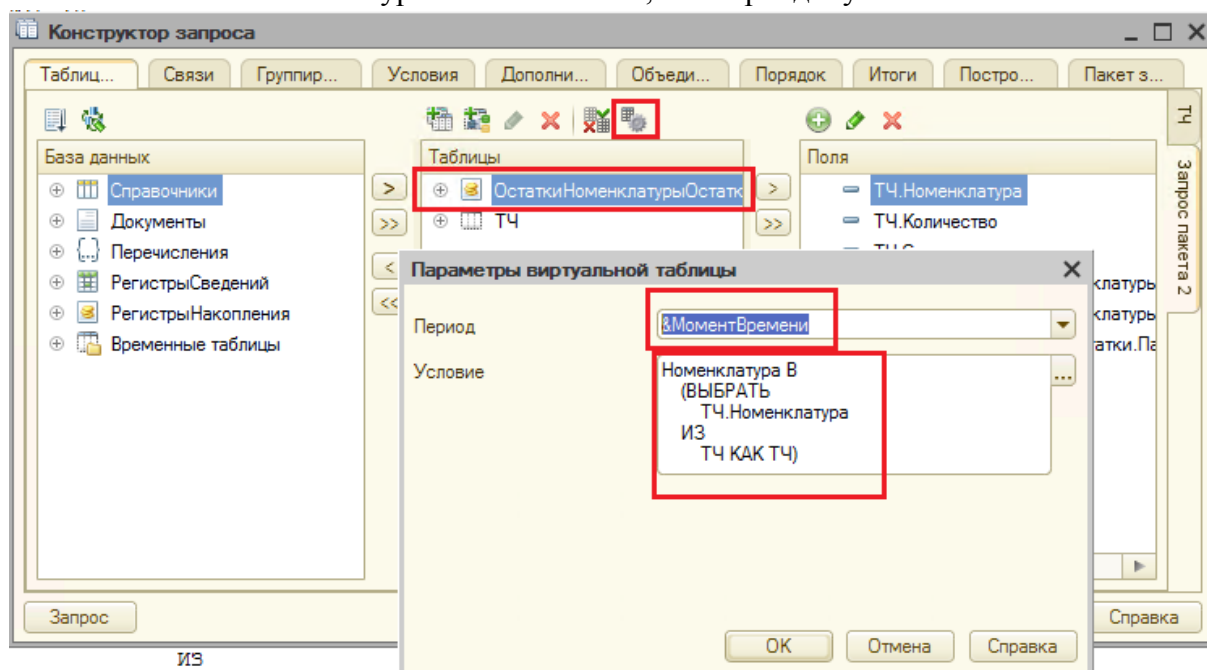 Конструктор запроса
Таблиц... Связи Группир... Условия Дополни... Объеди... Порядок Итоги Постро... Пакет з...
База данных
Таблицы
Поля
Справочники
ОстаткиНоменклатурыОстатк
ТЧ.Номенклатура
Документы
ТЧ
ТЧ.Количество
Перечисления
РегистрыСведений
РегистрыНакопления
Временные таблицы
клатуры
клатуры
татки.Па
ТЧ
Запрос пакета 2
Параметры виртуальной таблицы
Период
&МоментВремени
Условие
Номенклатура В
(ВЫБРАТЬ
ТЧ.Номенклатура
ИЗ
ТЧ КАК ТЧ)
...
Запрос
OK
Отмена
Справка
Справка
ИЗ